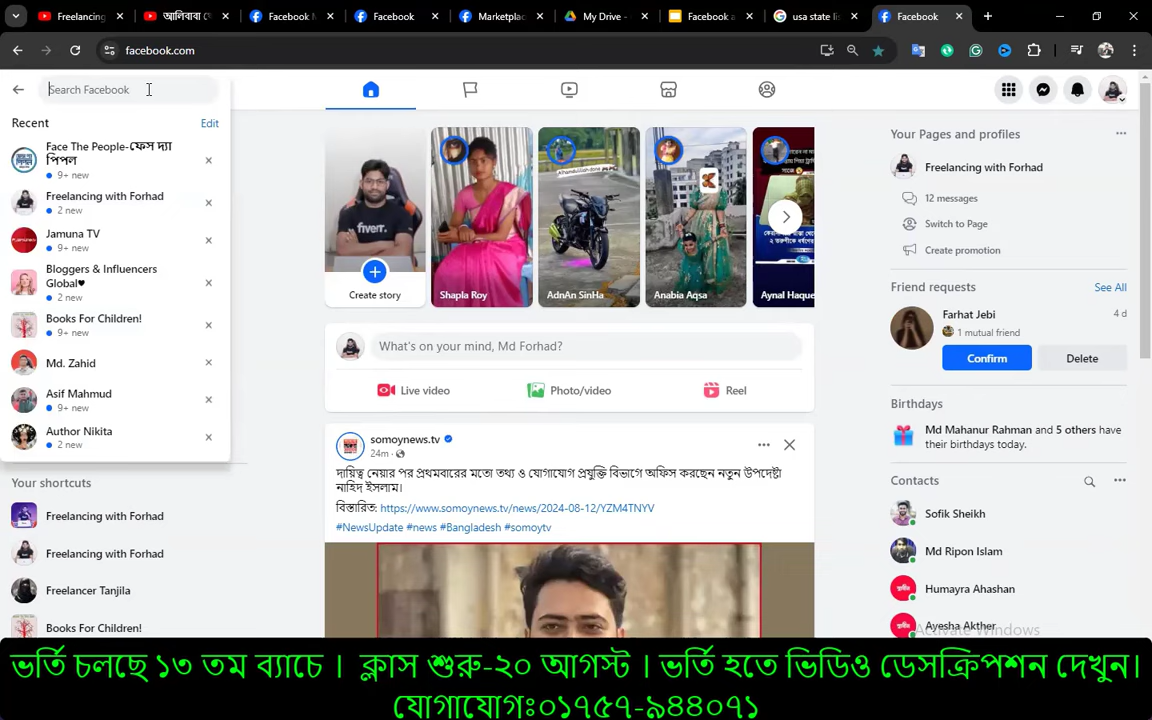 Freelancing
আলিবাবা
Facebook M
Facebook
Marketplac
My Drive -
Facebook a
usa state li
Facebook
facebook.com
Search Facebook
Recent
Edit
Face The People-ফেস দ্যা
পিপল
9+ new
Freelancing with Forhad
2 new
Jamuna TV
9+ new
Bloggers & Influencers
Global♥
2 new
Books For Children!
9+ new
Md. Zahid
Asif Mahmud
9+ new
Author Nikita
2 new
Your shortcuts
Freelancing with Forhad
Freelancing with Forhad
Freelancer Tanjila
Books For Children!
fiverr.
Create story
Shapla Roy
Alhamdulillah done
AdnAn SinHa
Anabia Aqsa
Aynal Haque
What's on your mind, Md Forhad?
Live video
Photo/video
Reel
somoynews.tv
24m ·
দায়িত্ব নেয়ার পর প্রথমবারের মতো তথ্য ও যোগাযোগ প্রযুক্তি বিভাগে অফিস করছেন নতুন উপদেষ্টা
নাহিদ ইসলাম।
বিস্তারিত: https://www.somoynews.tv/news/2024-08-12/YZM4TNYV
#NewsUpdate #news #Bangladesh #somoytv
Your Pages and profiles
Freelancing with Forhad
12 messages
Switch to Page
Create promotion
Friend requests
See All
Farhat Jebi
4 d
1 mutual friend
Confirm
Delete
Birthdays
Md Mahanur Rahman and 5 others have
their birthdays today.
Contacts
Sofik Sheikh
Md Ripon Islam
Humayra Ahashan
Ayesha Akther
Activate Windows
ভর্তি চলছে ১৩ তম ব্যাচে । ক্লাস শুরু-২০ আগস্ট । ভর্তি হতে ভিডিও ডেসক্রিপশন দেখুন।
যোগাযোগঃ০১৭৫৭-৯৪৪০৭১